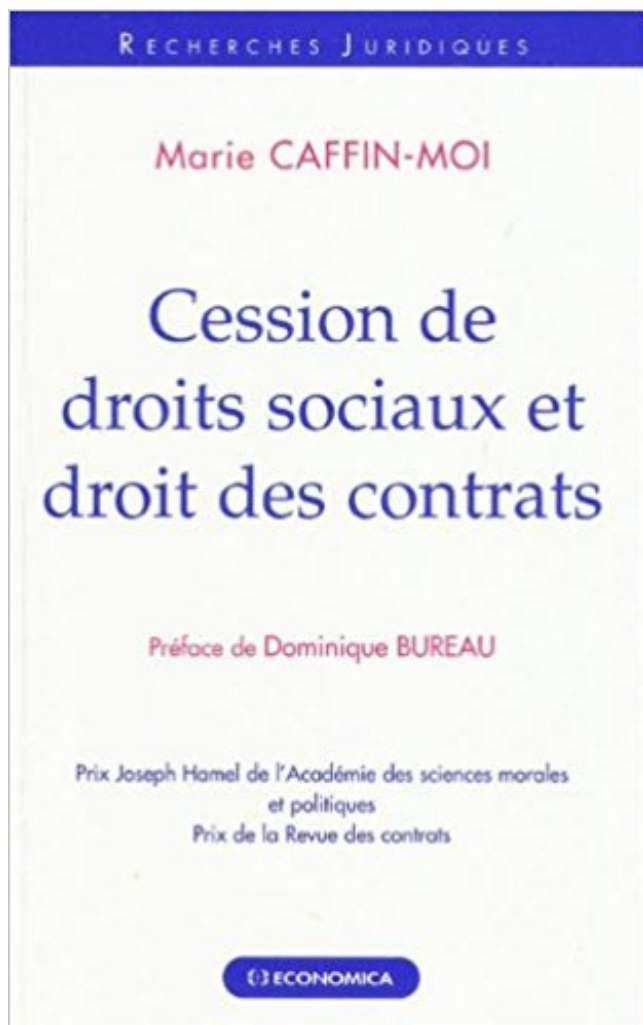 RECHERCHES JURIDIQUES
Marie CAFFIN-MOI
Cession de
droits sociaux et
droit des contrats
Préface de Dominique BUREAU
Prix Joseph Hamel de l'Académie des sciences morales
et politiques
Prix de la Revue des contrats
ECONOMICA